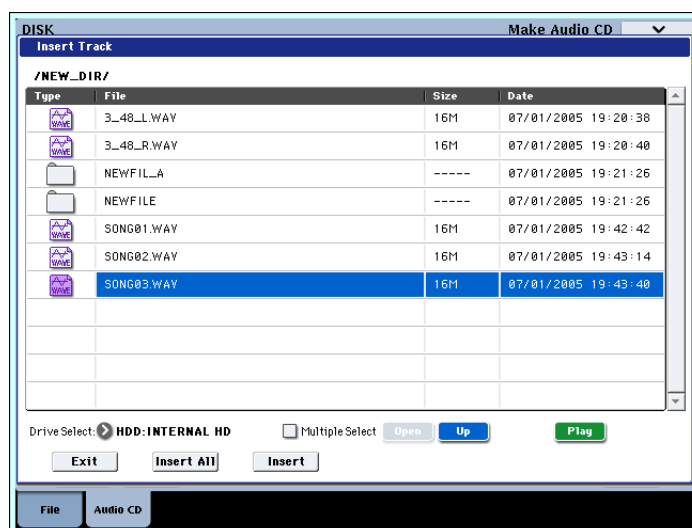 DISK Make Audio CD
Insert Track
/NEW_DIR/
Type File Size Date
WAVE 3_48_L.WAV 16M 07/01/2005 19:20:38
WAVE 3_48_R.WAV 16M 07/01/2005 19:20:40
NEWFIL_A ----- 07/01/2005 19:21:26
NEWFILE ----- 07/01/2005 19:21:26
WAVE SONG01.WAV 16M 07/01/2005 19:42:42
WAVE SONG02.WAV 16M 07/01/2005 19:43:14
WAVE SONG03.WAV 16M 07/01/2005 19:43:40
Drive Select: HDD:INTERNAL HD Multiple Select Open Up Play
Exit Insert All Insert
File Audio CD